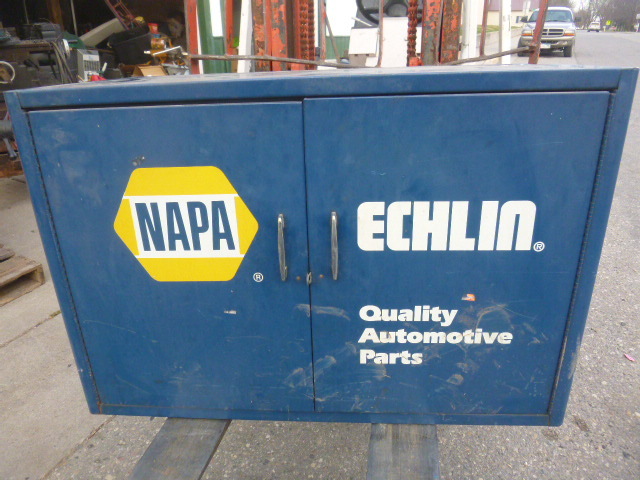 NAPA ®
ECHLIN ®
Quality
Automotive
Parts